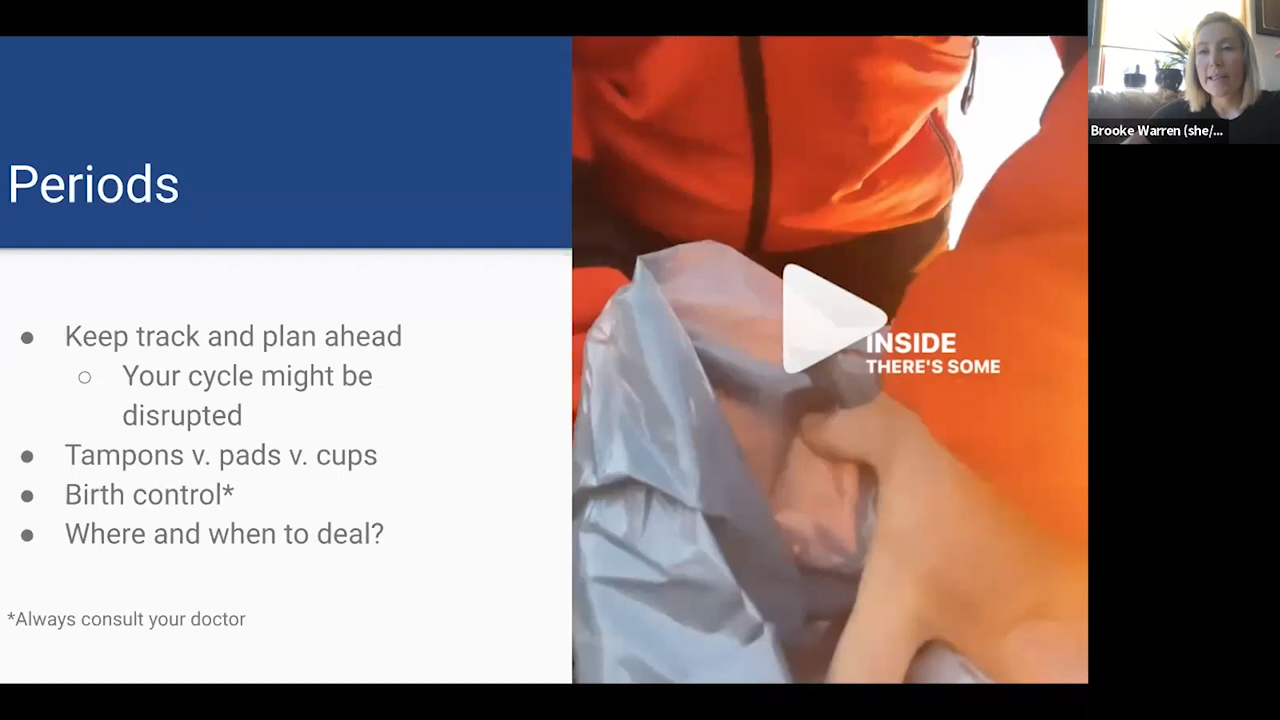 Periods
● Keep track and plan ahead
○ Your cycle might be
disrupted
● Tampons v. pads v. cups
● Birth control*
● Where and when to deal?
*Always consult your doctor
INSIDE
THERE'S SOME
Brooke Warren (she/...